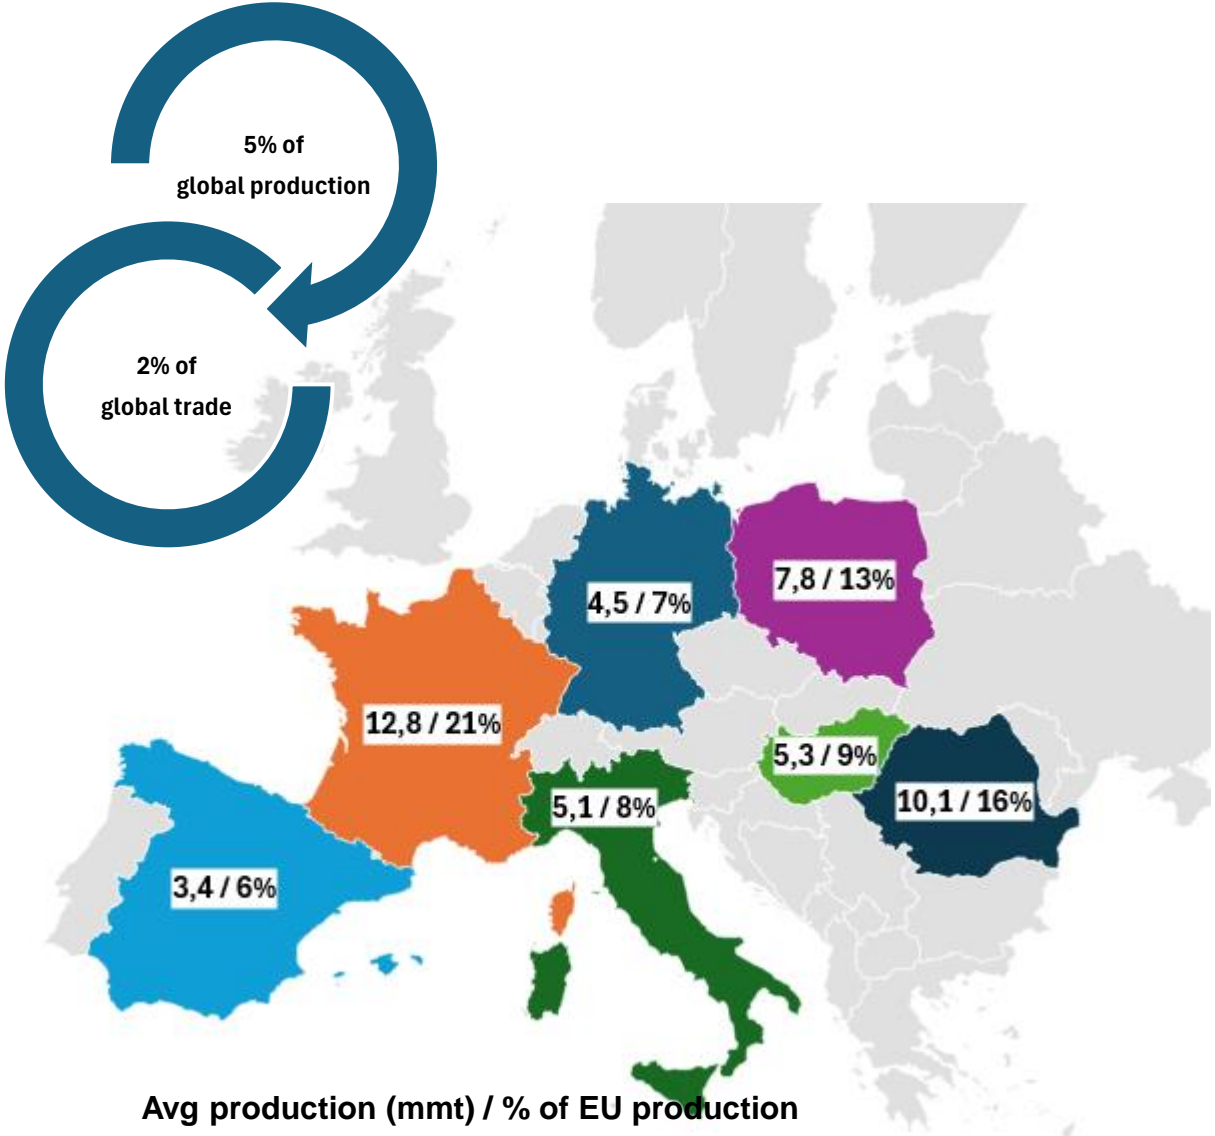 5% of
global production
2% of
global trade
7,8 / 13%
4,5 / 7%
12,8 / 21%
5,3 / 9%
10,1 / 16%
5,1 / 8%
3,4 / 6%
Avg production (mmt) / % of EU production